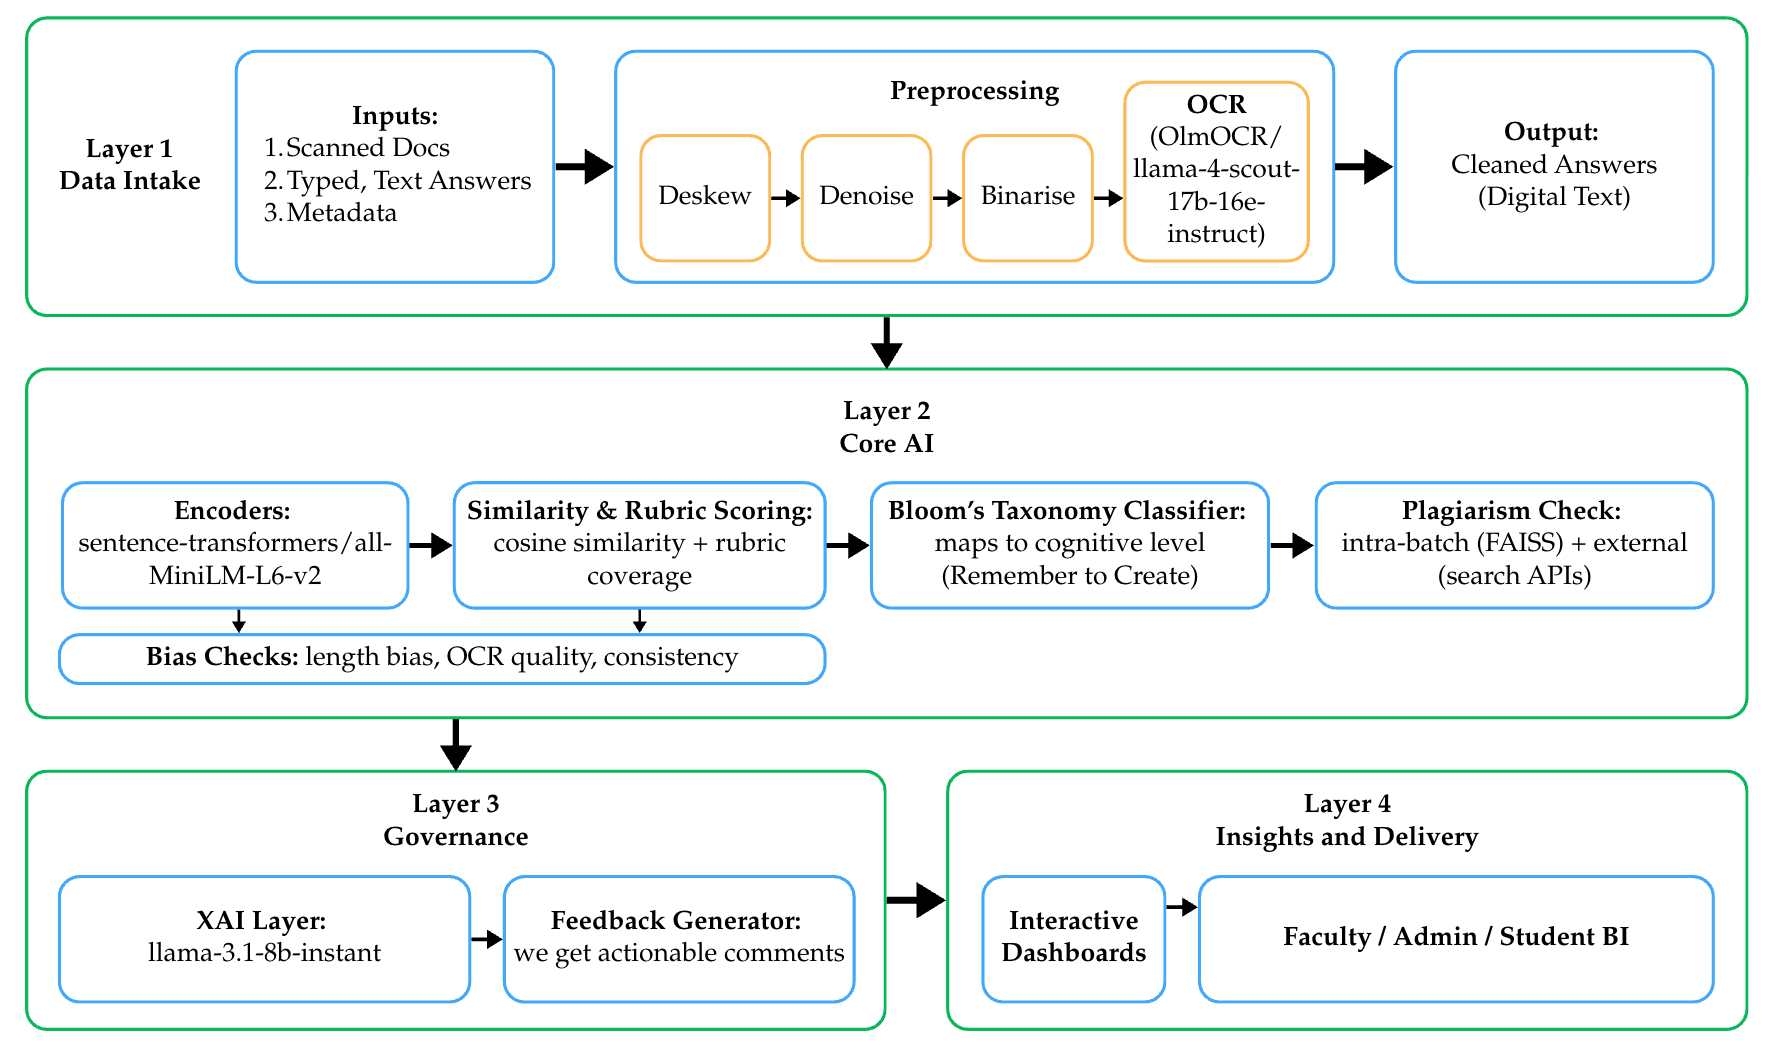 Layer 1
Data Intake
Inputs:
1. Scanned Docs
2. Typed, Text Answers
3. Metadata
Preprocessing
Deskew
Denoise
Binarise
OCR
(OlmOCR/
llama-4-scout-
17b-16e-
instruct)
Output:
Cleaned Answers
(Digital Text)
Layer 2
Core AI
Encoders:
sentence-transformers/all-
MiniLM-L6-v2
Similarity & Rubric Scoring:
cosine similarity + rubric
coverage
Bloom's Taxonomy Classifier:
maps to cognitive level
(Remember to Create)
Plagiarism Check:
intra-batch (FAISS) + external
(search APIs)
Bias Checks: length bias, OCR quality, consistency
Layer 3
Governance
XAI Layer:
llama-3.1-8b-instant
Feedback Generator:
we get actionable comments
Layer 4
Insights and Delivery
Interactive
Dashboards
Faculty / Admin / Student BI